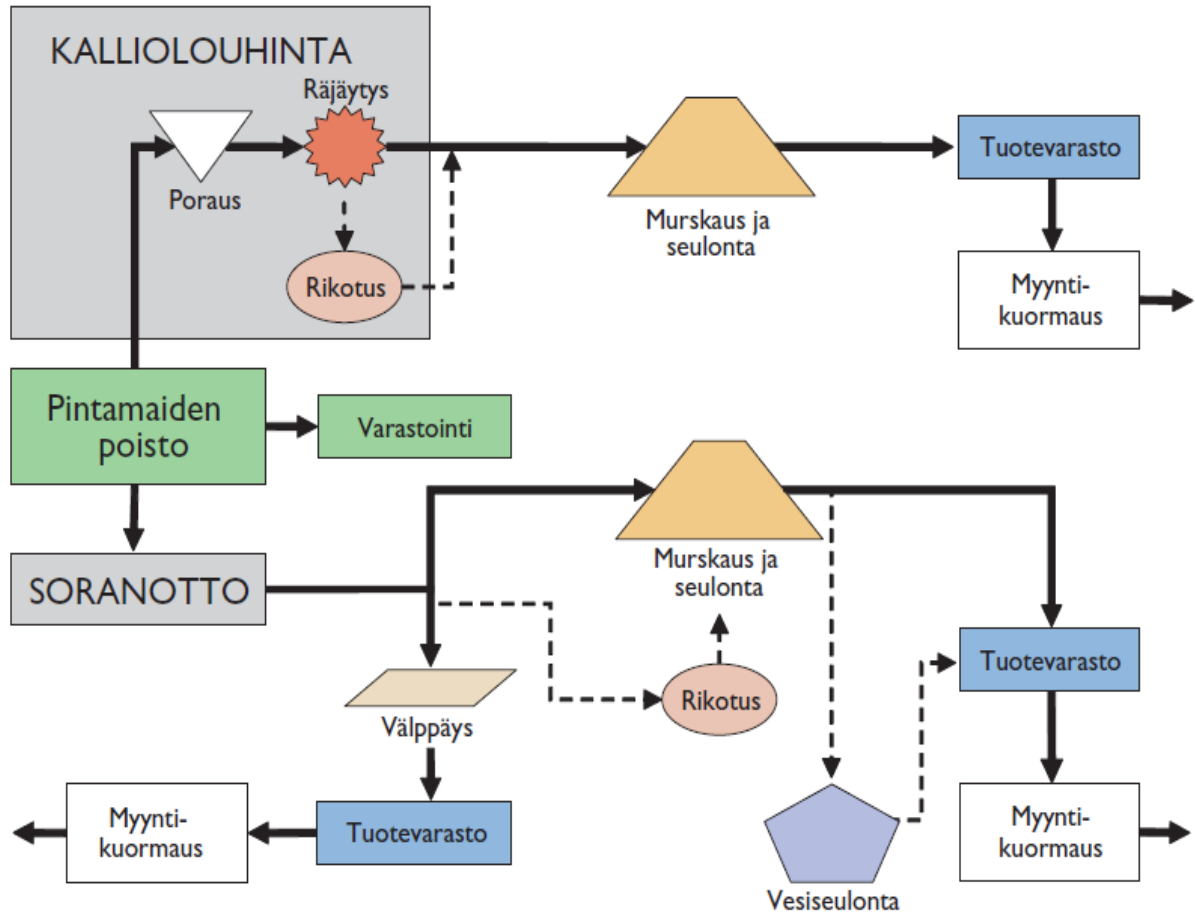 KALLIOLOUHINTA
Räjäytys
Poraus
Rikotus
Murskaus ja
seulonta
Tuotevarasto
Myynti-
kuormaus
Pintamaiden
poisto
Varastointi
SORANOTTO
Murskaus ja
seulonta
Rikotus
Välppäys
Tuotevarasto
Myynti-
kuormaus
Vesiseulonta
Tuotevarasto
Myynti-
kuormaus